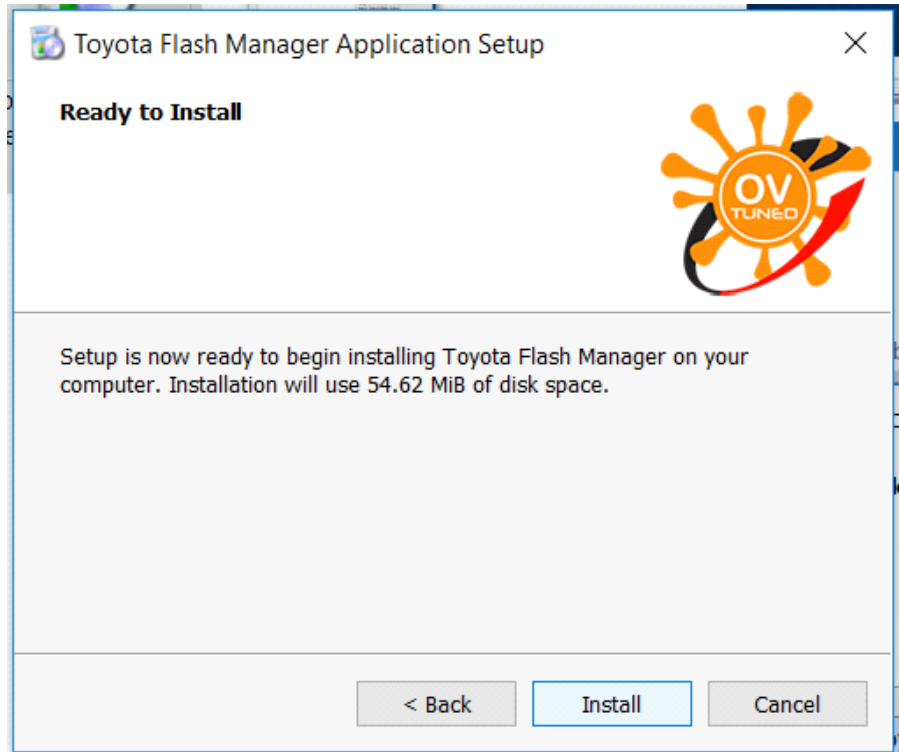 Toyota Flash Manager Application Setup
Ready to Install
OV
TUNED
Setup is now ready to begin installing Toyota Flash Manager on your
computer. Installation will use 54.62 MiB of disk space.
< Back
Install
Cancel